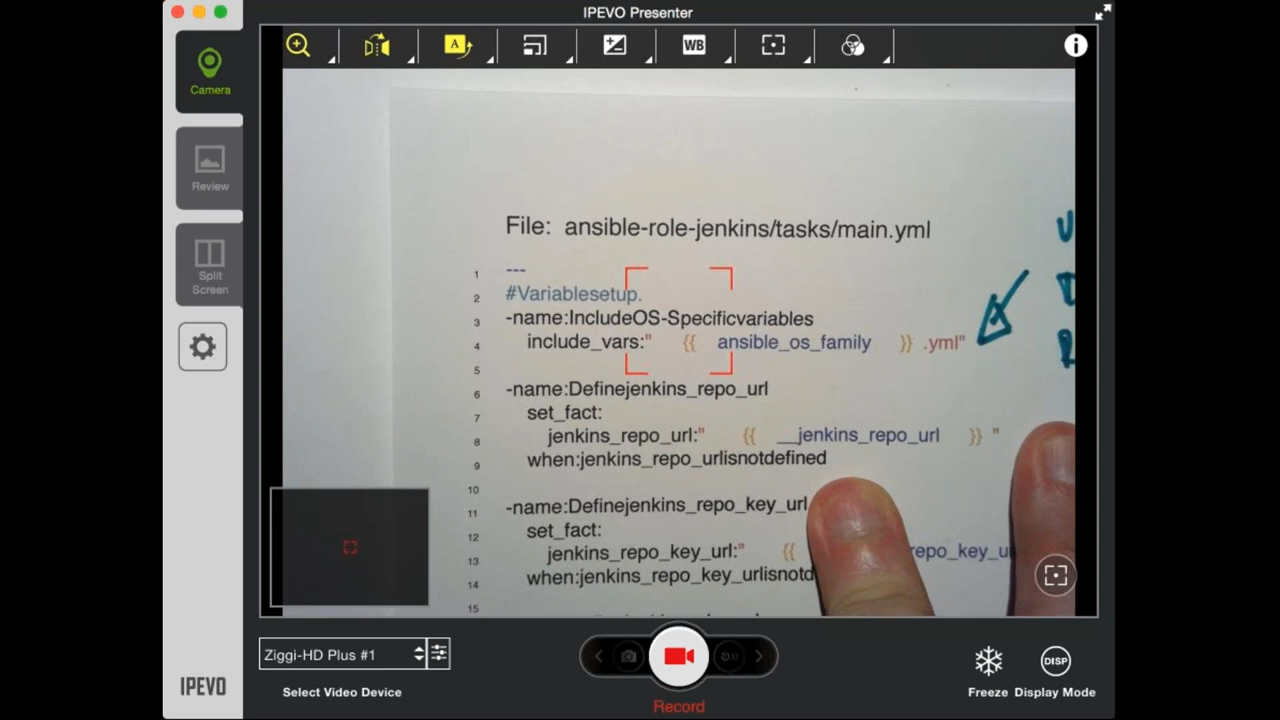 IPEVO Presenter
A
WB
i
Camera
Review
Split
Screen
File: ansible-role-jenkins/tasks/main.yml
1 ---
2 #Variablesetup.
3 -name:IncludeOS-Specificvariables
4 include_vars:" {{ ansible_os_family }} .yml"
5
6 -name:Definejenkins_repo_url
7 set_fact:
8 jenkins_repo_url:" {{ __jenkins_repo_url }} "
9 when:jenkins_repo_urlisnotdefined
10
11 -name:Definejenkins_repo_key_url
12 set_fact:
13 jenkins_repo_key_url:" {{ repo_key_u
14 when:jenkins_repo_key_urlisnotd
15
Ziggi-HD Plus #1
Select Video Device
Record
DISP
Freeze Display Mode
IPEVO